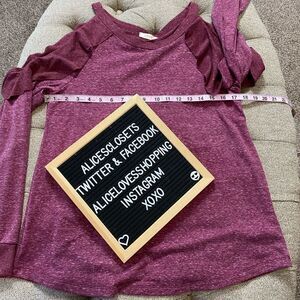 ALICESCLOSETS
TWITTER & FACEBOOK
ALICELOVESSHOPPING
INSTAGRAM
XOXO